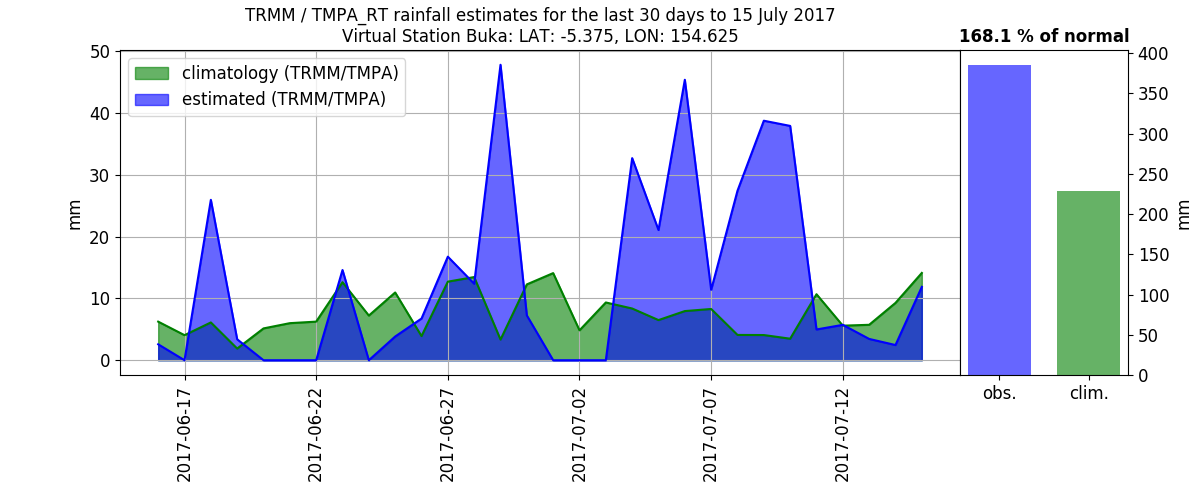 TRMM / TMPA_RT rainfall estimates for the last 30 days to 15 July 2017
Virtual Station Buka: LAT: -5.375, LON: 154.625
168.1 % of normal
climatology (TRMM/TMPA)
estimated (TRMM/TMPA)
mm
50
40
30
20
10
0
2017-06-17
2017-06-22
2017-06-27
2017-07-02
2017-07-07
2017-07-12
400
350
300
250
200
150
100
50
0
mm
obs.
clim.